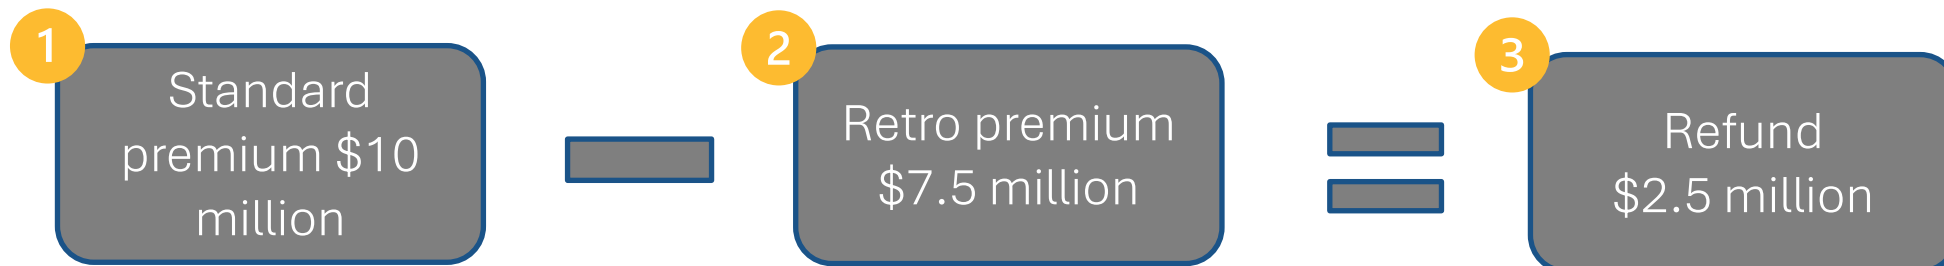 1
Standard
premium $10
million
2
Retro premium
$7.5 million
3
Refund
$2.5 million